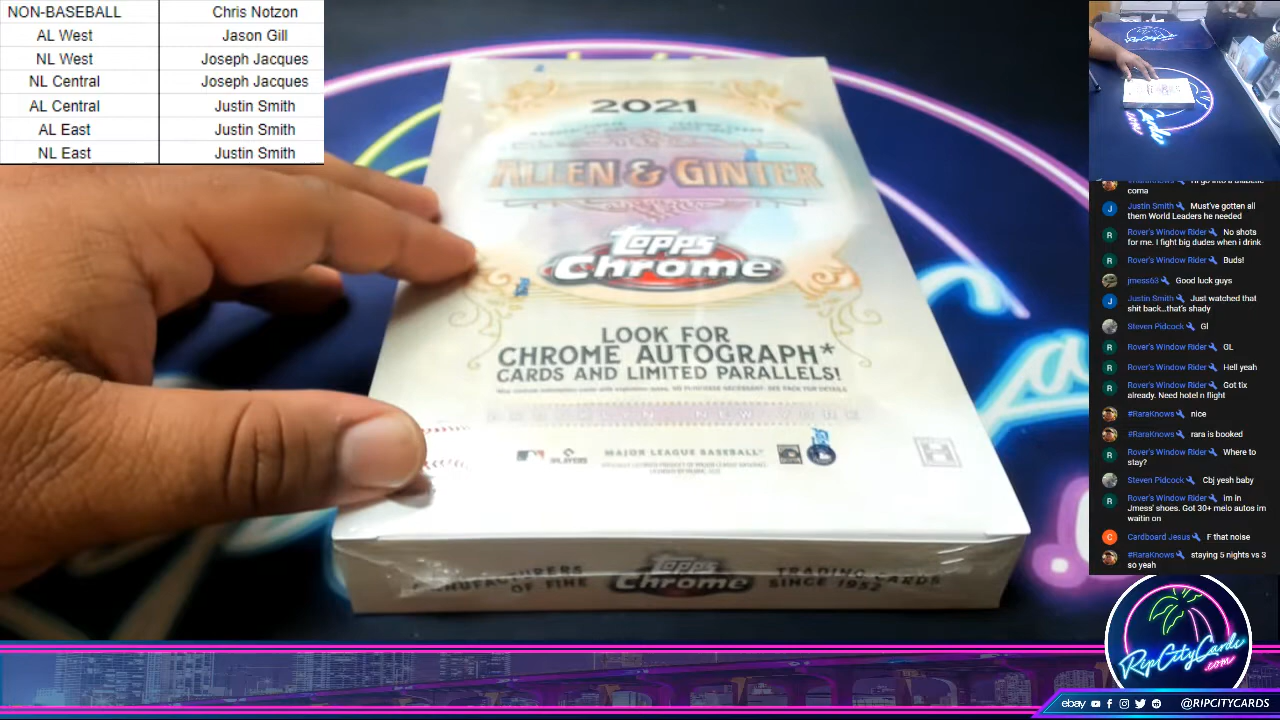 NON-BASEBALL Chris Notzon
AL West Jason Gill
NL West Joseph Jacques
NL Central Joseph Jacques
AL Central Justin Smith
AL East Justin Smith
NL East Justin Smith
2021
ALLEN & GINTER
Topps
Chrome
LOOK FOR
CHROME AUTOGRAPH*
CARDS AND LIMITED PARALLELS!
MAJOR LEAGUE BASEBALL
H
MANUFACTURERS
OF FINE
Topps
Chrome
TRADING CARDS
SINCE 1952
coma
Justin Smith Must've gotten all
them World Leaders he needed
Rover's Window Rider No shots
for me. I fight big dudes when i drink
Rover's Window Rider Buds!
jmess63 Good luck guys
Justin Smith Just watched that
shit back...that's shady
Steven Pidcock Gl
Rover's Window Rider GL
Rover's Window Rider Hell yeah
Rover's Window Rider Got tix
already. Need hotel n flight
#RaraKnows nice
#RaraKnows rara is booked
Rover's Window Rider Where to
stay?
Steven Pidcock Cbj yesh baby
Rover's Window Rider im in
Jmess' shoes. Got 30+ melo autos im
waitin on
Cardboard Jesus F that noise
#RaraKnows staying 5 nights vs 3
so yeah
RipCityCards
.com
ebay @RIPCITYCARDS